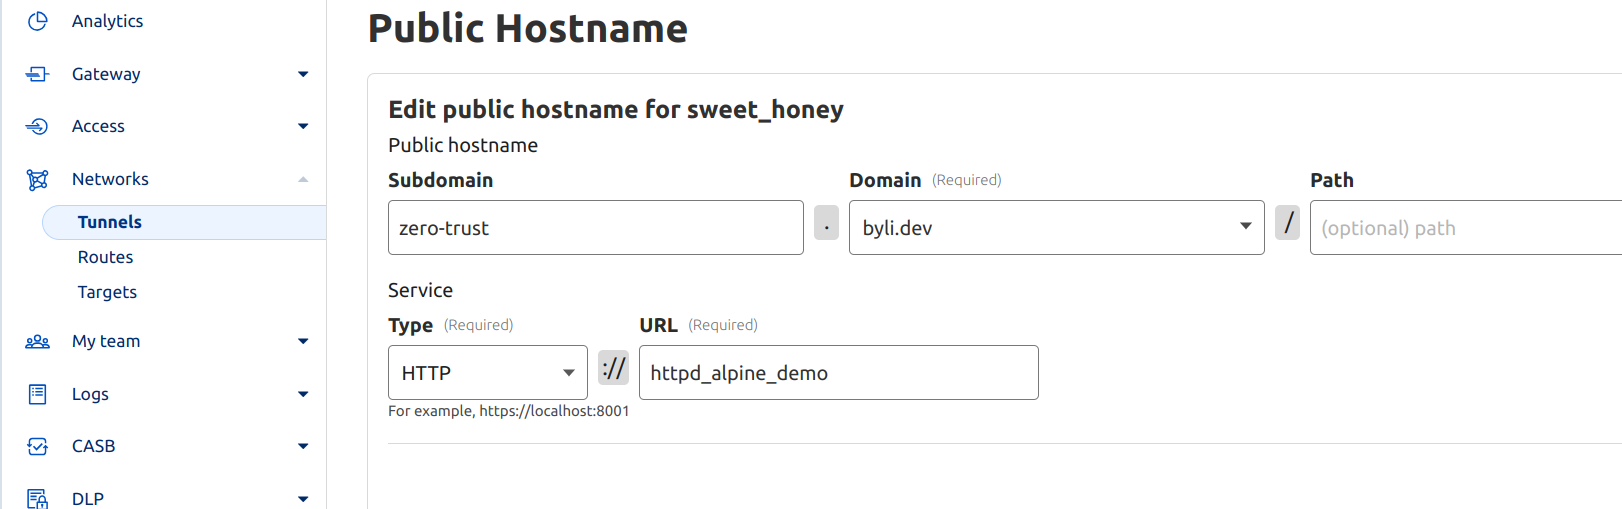 Analytics
Gateway
Access
Networks
Tunnels
Routes
Targets
My team
Logs
CASB
DLP
Public Hostname
Edit public hostname for sweet_honey
Public hostname
Subdomain Domain (Required) Path
zero-trust . byli.dev / (optional) path
Service
Type (Required) URL (Required)
HTTP :// httpd_alpine_demo
For example, https://localhost:8001